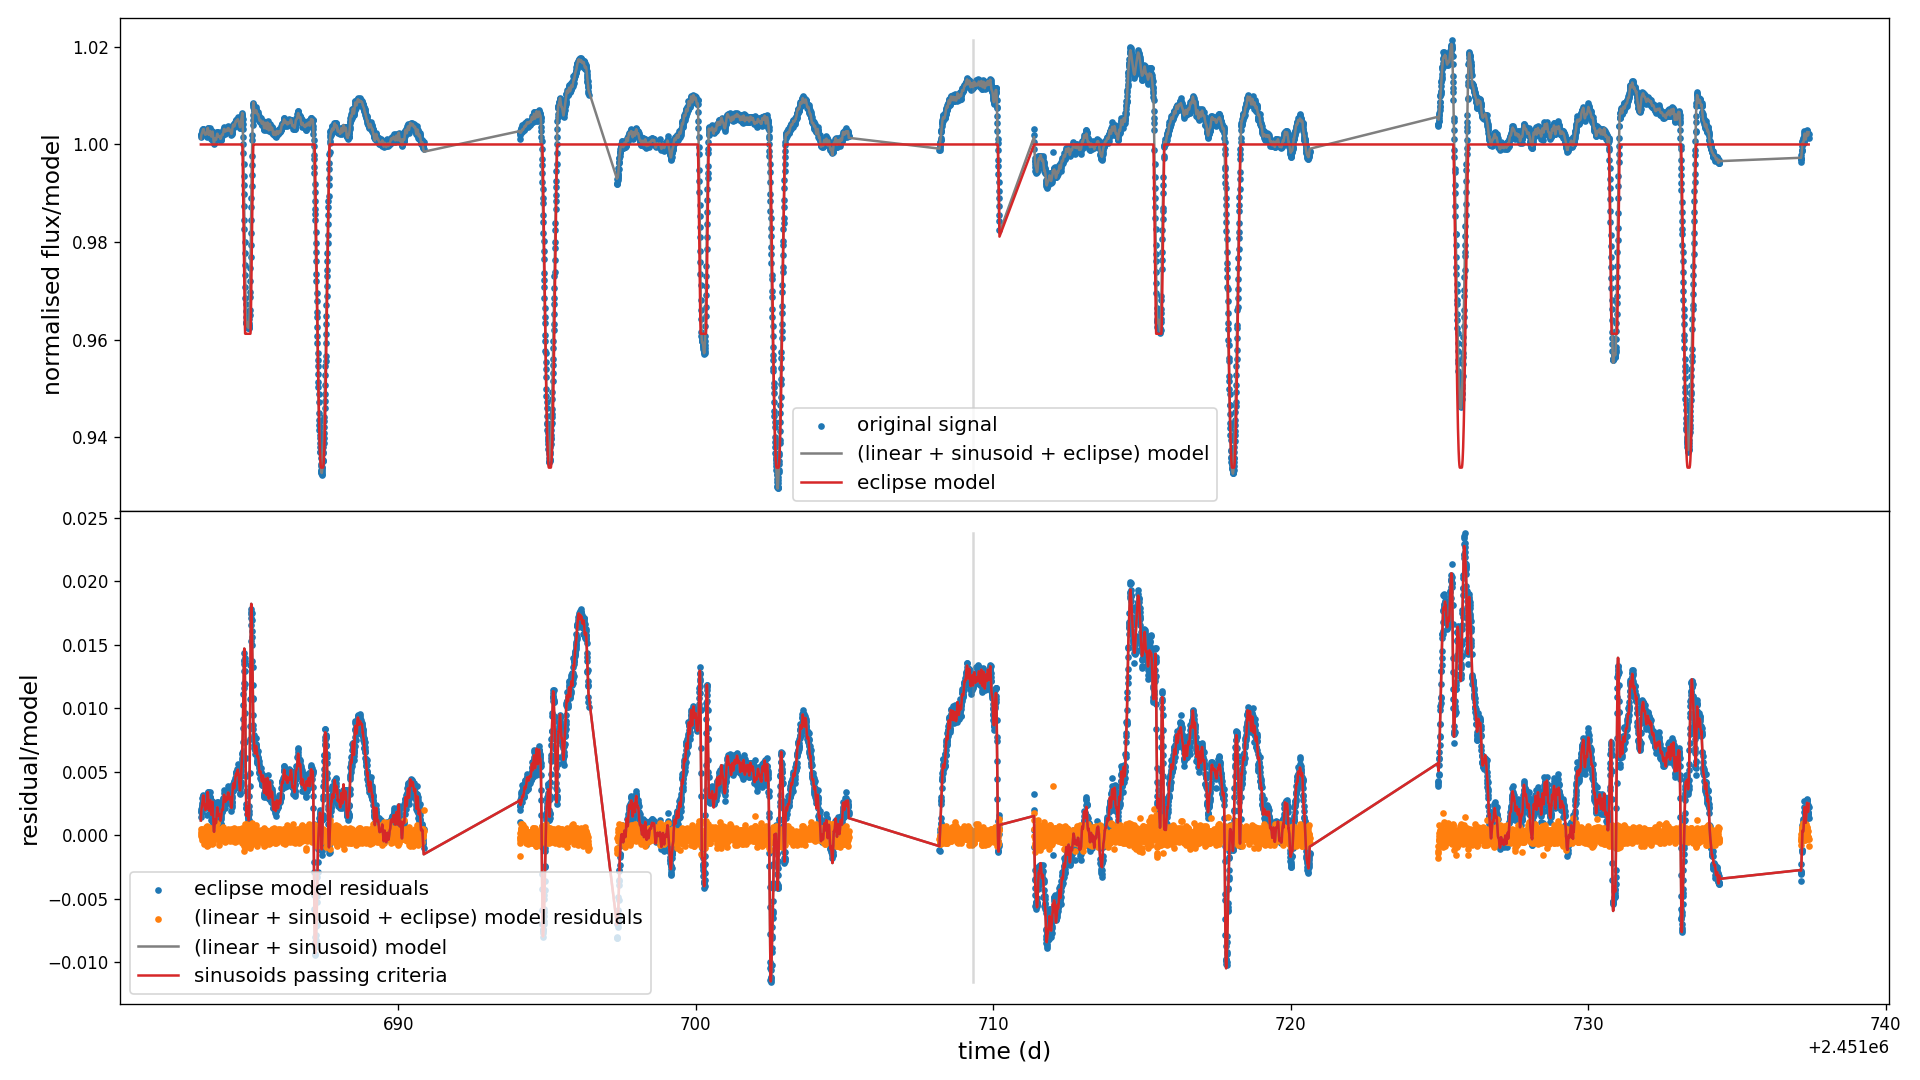 1.02
1.00
0.98
0.96
0.94
normalised flux/model
original signal
(linear + sinusoid + eclipse) model
eclipse model
0.025
0.020
0.015
0.010
0.005
0.000
−0.005
−0.010
residual/model
eclipse model residuals
(linear + sinusoid + eclipse) model residuals
(linear + sinusoid) model
sinusoids passing criteria
690 700 710 720 730 740
time (d)
+2.451e6